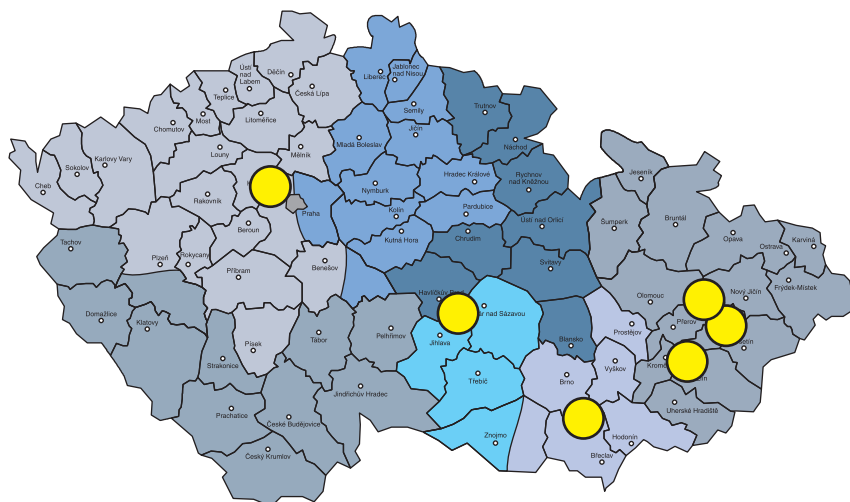 Liberec
Jablonec
nad Nisou
Děčín
Ústí
nad
Labem
Teplice
Česká Lípa
Semily
Trutnov
Most
Litoměřice
Chomutov
Jičín
Náchod
Mladá Boleslav
Louny
Mělník
Karlovy Vary
Sokolov
Cheb
Jeseník
Hradec Králové
Rychnov
nad Kněžnou
Nymburk
Rakovník
Praha
Kolín
Pardubice
Ústí nad Orlicí
Šumperk
Bruntál
Beroun
Opava
Ostrava
Karviná
Tachov
Kutná Hora
Chrudim
Plzeň
Rokycany
Benešov
Svitavy
Příbram
Frýdek-Místek
Olomouc
Nový Jičín
Domažlice
Klatovy
Přerov
Prostějov
Tábor
Pelhřimov
Jihlava
nad Sázavou
Blansko
Písek
Strakonice
Vyškov
Třebíč
Brno
Jindřichův Hradec
Prachatice
České Budějovice
Uherské Hradiště
Znojmo
Hodonín
Český Krumlov
Břeclav